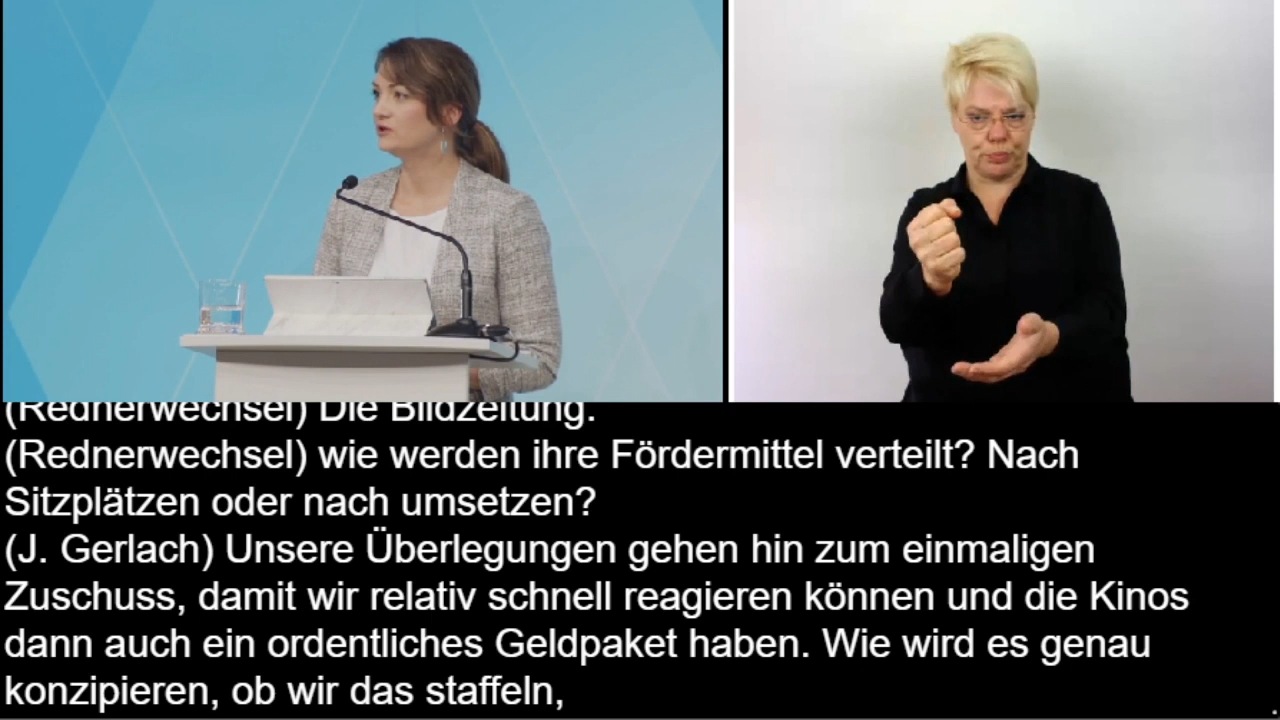 (Rednerwechsel) Die Bildzeitung.
(Rednerwechsel) wie werden ihre Fördermittel verteilt? Nach
Sitzplätzen oder nach umsetzen?
(J. Gerlach) Unsere Überlegungen gehen hin zum einmaligen
Zuschuss, damit wir relativ schnell reagieren können und die Kinos
dann auch ein ordentliches Geldpaket haben. Wie wird es genau
konzipieren, ob wir das staffeln,